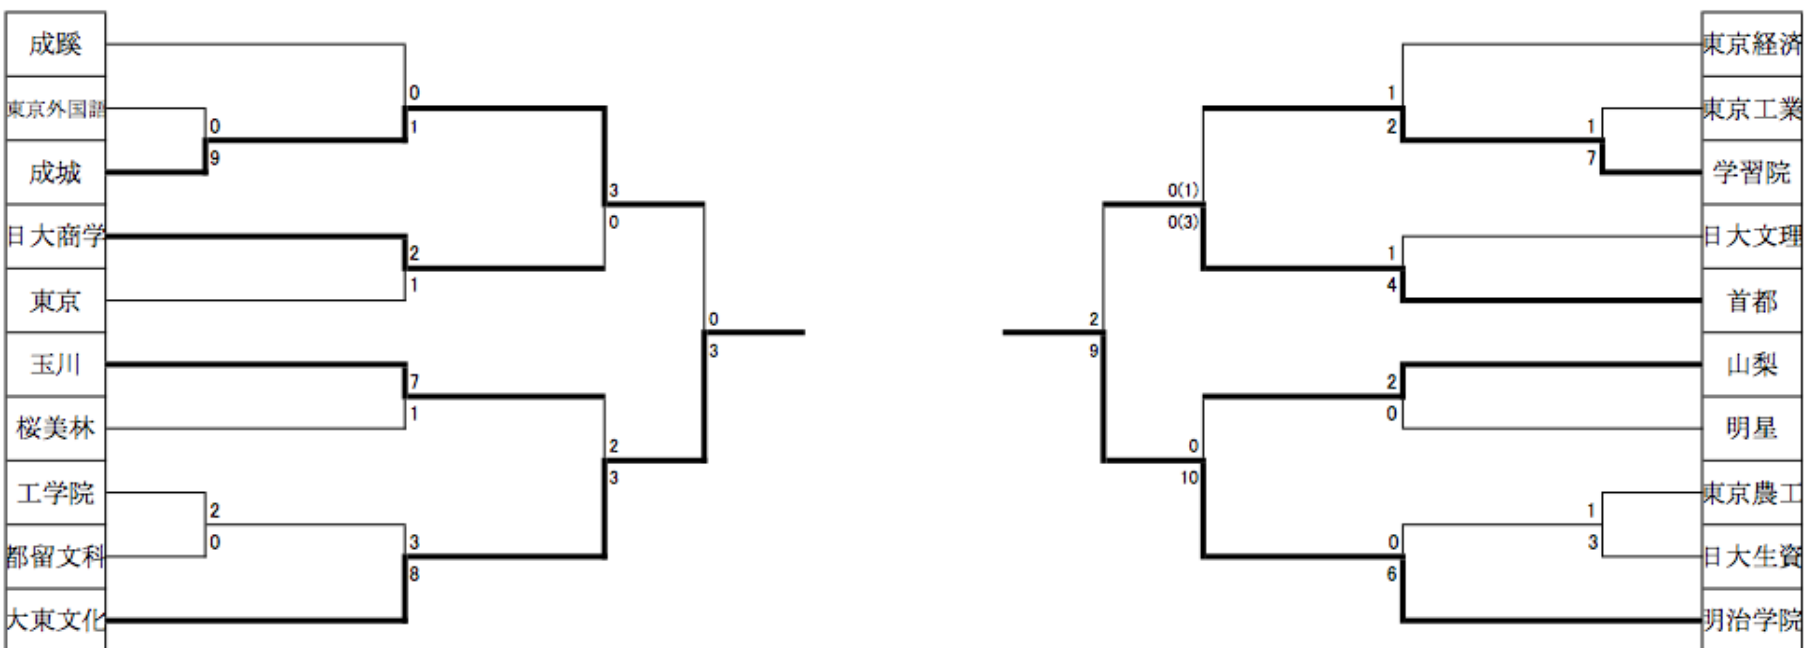 成蹊
東京外国語
成城
日大商学
東京
玉川
桜美林
工学院
都留文科
大東文化
0
9
0
1
2
1
7
1
2
0
3
8
3
0
2
3
0
3
2
9
0(1)
0(3)
0
10
1
2
1
4
2
0
0
6
1
7
1
3
東京経済
東京工業
学習院
日大文理
首都
山梨
明星
東京農工
日大生資
明治学院